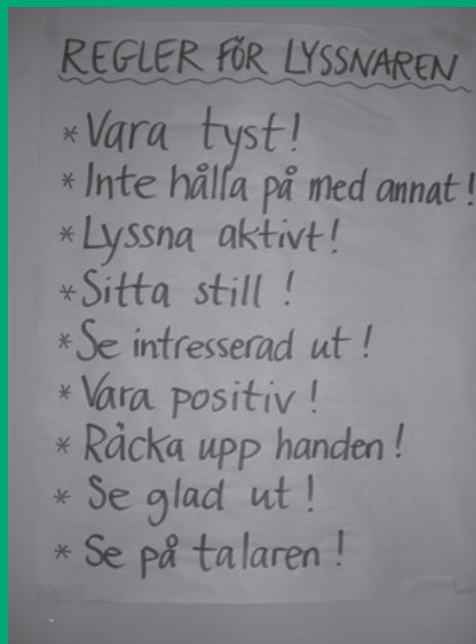 REGLER FÖR LYSSNAREN
* Vara tyst!
* Inte hålla på med annat!
* Lyssna aktivt!
* Sitta still!
* Se intresserad ut!
* Vara positiv!
* Räcka upp handen!
* Se glad ut!
* Se på talaren!